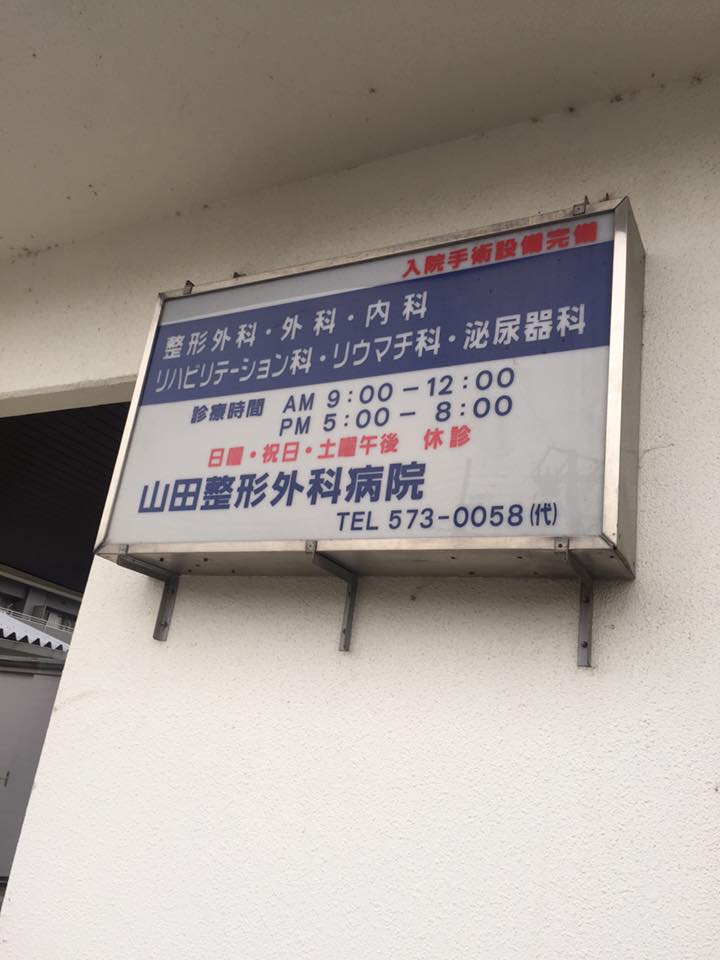 入院手術設備完備
整形外科・外科・内科
リハビリテーション科・リウマチ科・泌尿器科
診療時間 AM 9:00－12:00
PM 5:00－ 8:00
日曜・祝日・土曜午後 休診
山田整形外科病院
TEL 573-0058(代)